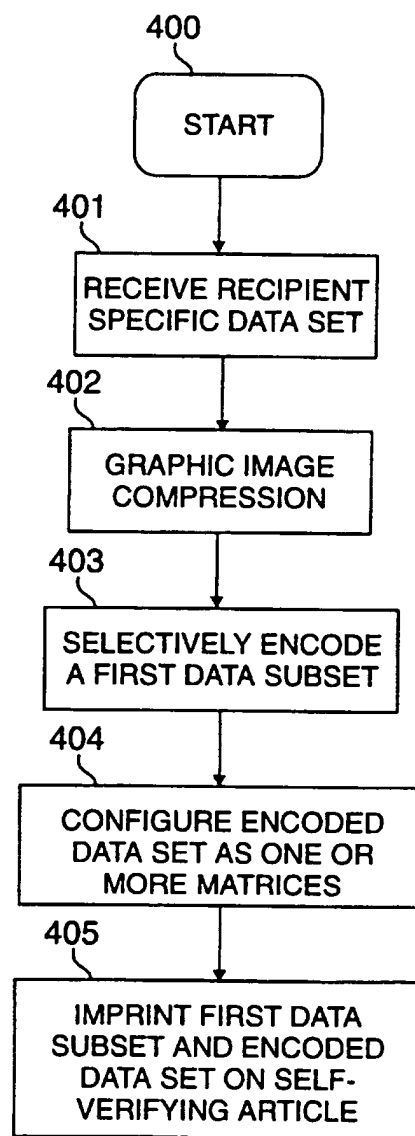 400
START
401
RECEIVE RECIPIENT
SPECIFIC DATA SET
402
GRAPHIC IMAGE
COMPRESSION
403
SELECTIVELY ENCODE
A FIRST DATA SUBSET
404
CONFIGURE ENCODED
DATA SET AS ONE OR
MORE MATRICES
405
IMPRINT FIRST DATA
SUBSET AND ENCODED
DATA SET ON SELF-
VERIFYING ARTICLE